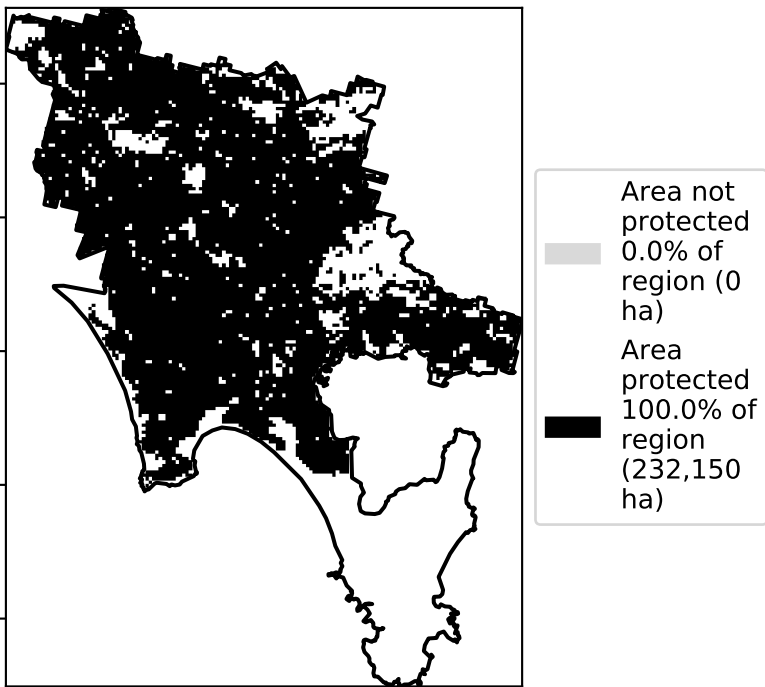 Area not
protected
0.0% of
region (0
ha)
Area
protected
100.0% of
region
(232,150
ha)